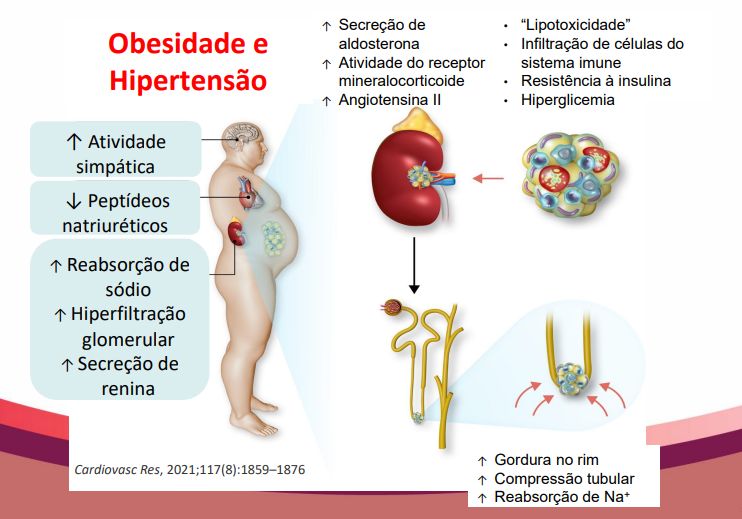 Obesidade e
Hipertensão
↑ Atividade
simpática
↓ Peptídeos
natriuréticos
↑ Reabsorção de
sódio
↑ Hiperfiltração
glomerular
↑ Secreção de
renina
↑ Secreção de
aldosterona
↑ Atividade do receptor
mineralocorticoide
↑ Angiotensina II
• “Lipotoxicidade”
• Infiltração de células do
sistema imune
• Resistência à insulina
• Hiperglicemia
↑ Gordura no rim
↑ Compressão tubular
↑ Reabsorção de Na⁺
Cardiovasc Res, 2021;117(8):1859–1876